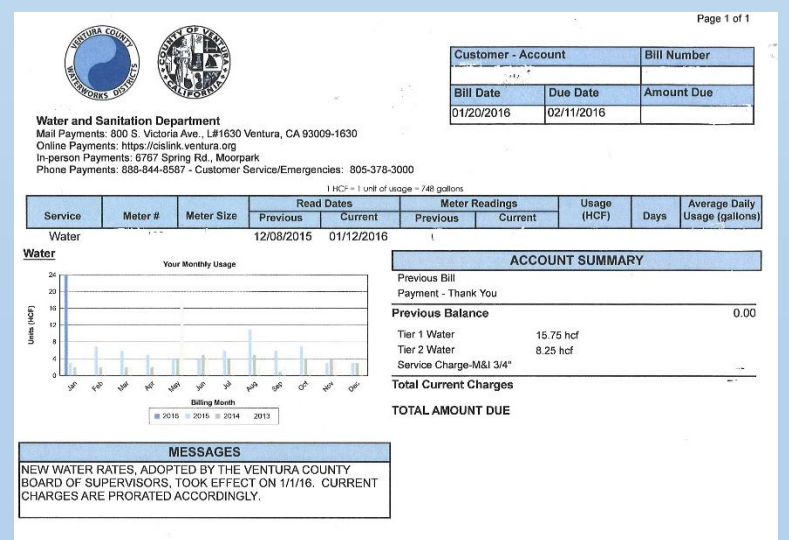 Page 1 of 1
VENTURA COUNTY
WATERWORKS DISTRICTS
COUNTY OF VENTURA
CALIFORNIA
Customer - Account Bill Number
Bill Date Due Date Amount Due
01/20/2016 02/11/2016
Water and Sanitation Department
Mail Payments: 800 S. Victoria Ave., L#1630 Ventura, CA 93009-1630
Online Payments: https://cislink.ventura.org
In-person Payments: 6767 Spring Rd., Moorpark
Phone Payments: 888-844-8587 - Customer Service/Emergencies: 805-378-3000
1 HCF = 1 unit of usage = 748 gallons
Service Meter # Meter Size Read Dates Meter Readings Usage (HCF) Days Average Daily Usage (gallons)
Previous Current Previous Current
Water 12/08/2015 01/12/2016
Water
Your Monthly Usage
Units (HCF)
24
20
16
12
8
4
0
Jan Feb Mar Apr May Jun Jul Aug Sep Oct Nov Dec
Billing Month
2016 2015 2014 2013
ACCOUNT SUMMARY
Previous Bill
Payment - Thank You
Previous Balance 0.00
Tier 1 Water 15.75 hcf
Tier 2 Water 8.25 hcf
Service Charge-M&I 3/4"
Total Current Charges
TOTAL AMOUNT DUE
MESSAGES
NEW WATER RATES, ADOPTED BY THE VENTURA COUNTY
BOARD OF SUPERVISORS, TOOK EFFECT ON 1/1/16. CURRENT
CHARGES ARE PRORATED ACCORDINGLY.